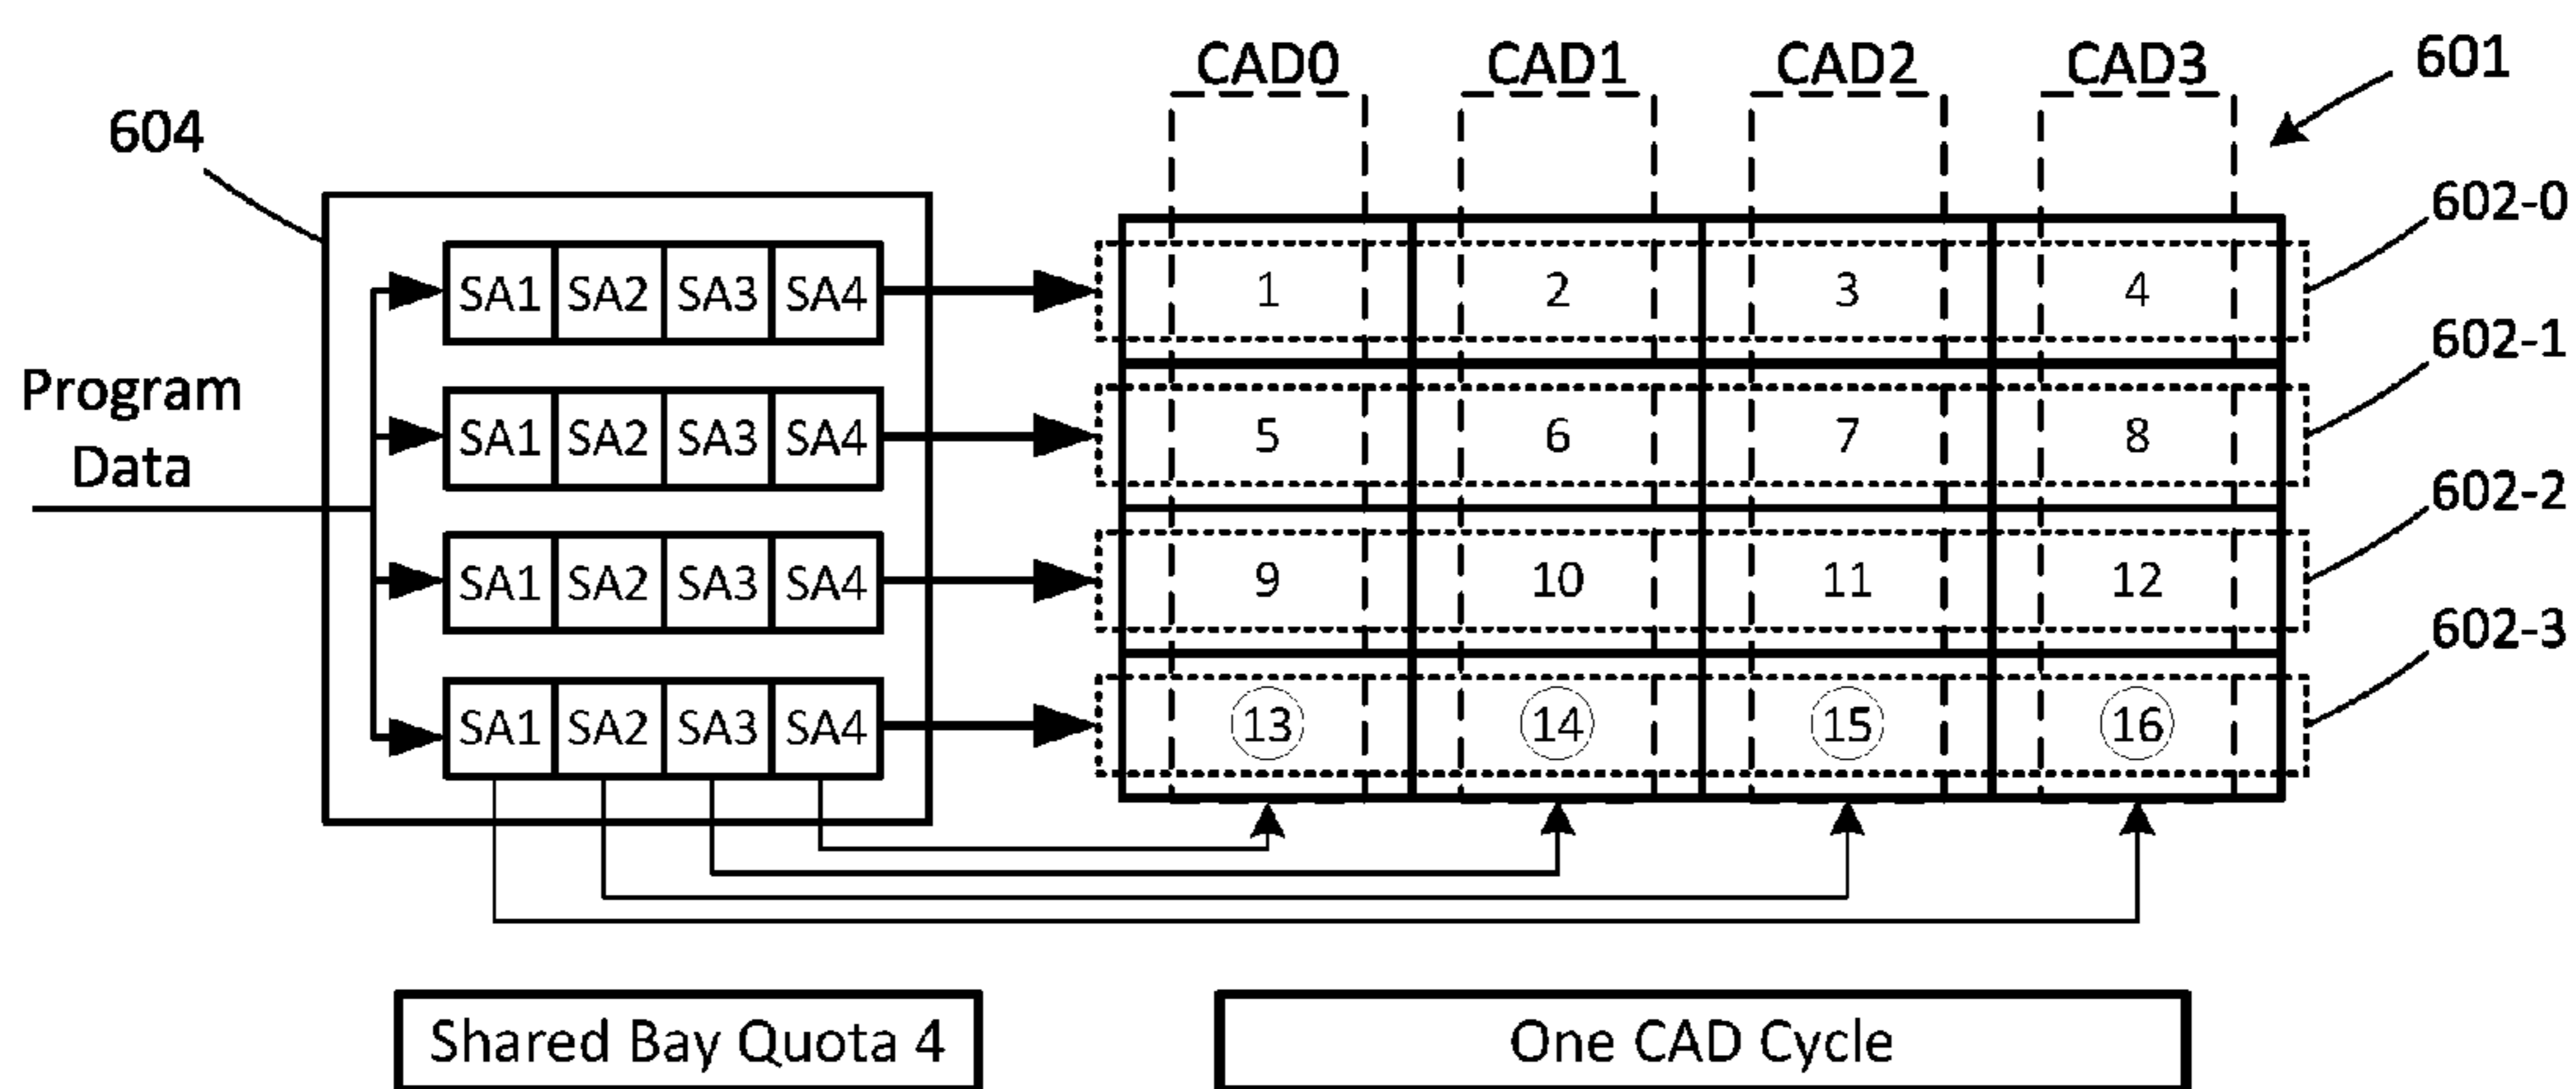 CAD0 CAD1 CAD2 CAD3 601
604
602-0
SA1 SA2 SA3 SA4 1 2 3 4
602-1
Program
Data
SA1 SA2 SA3 SA4 5 6 7 8
602-2
SA1 SA2 SA3 SA4 9 10 11 12
602-3
SA1 SA2 SA3 SA4 13 14 15 16
Shared Bay Quota 4 One CAD Cycle